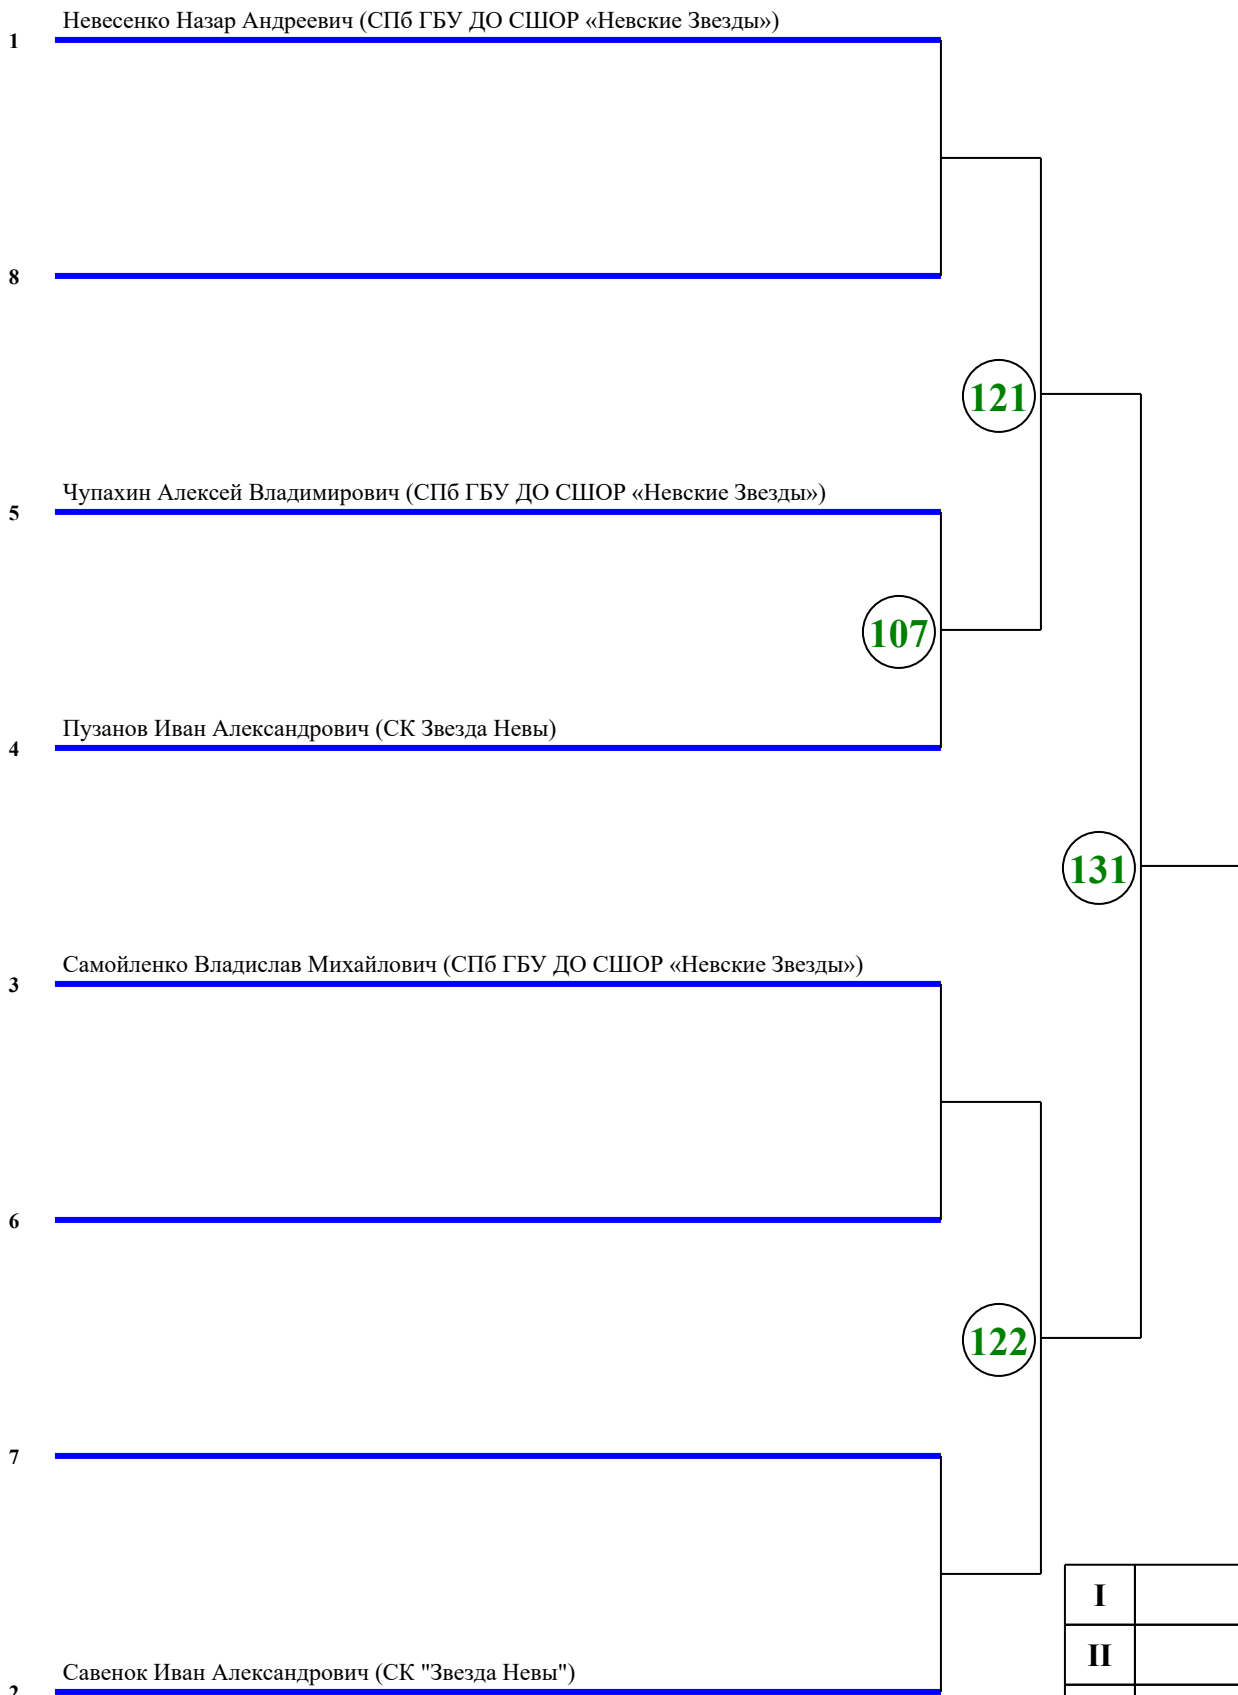 Невесенко Назар Андреевич (СПб ГБУ ДО СШОР «Невские Звезды»)
1
8
121
Чупахин Алексей Владимирович (СПб ГБУ ДО СШОР «Невские Звезды»)
5
107
Пузанов Иван Александрович (СК Звезда Невы)
4
131
Самойленко Владислав Михайлович (СПб ГБУ ДО СШОР «Невские Звезды»)
3
6
122
7
I
II
Савенок Иван Александрович (СК "Звезда Невы")
2